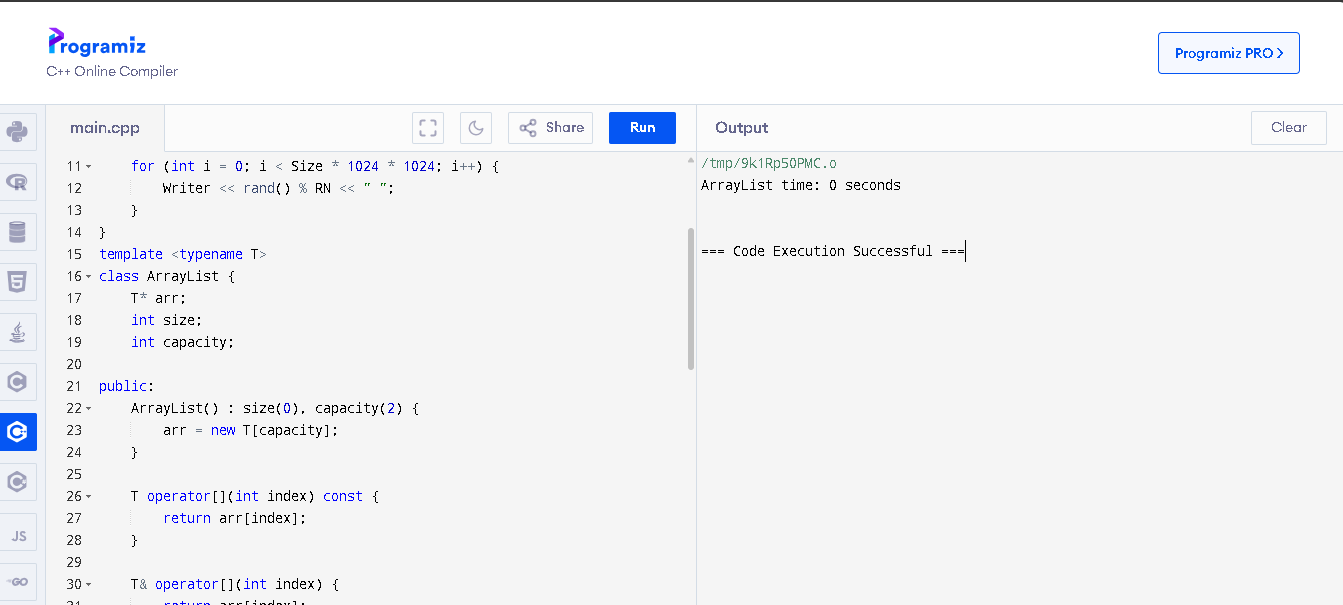 Programiz
C++ Online Compiler
Programiz PRO >
main.cpp
Share
Run
Output
Clear
11 for (int i = 0; i < Size * 1024 * 1024; i++) {
12 Writer << rand() % RN << " ";
13 }
14 }
15 template <typename T>
16 class ArrayList {
17 T* arr;
18 int size;
19 int capacity;
20
21 public:
22 ArrayList() : size(0), capacity(2) {
23 arr = new T[capacity];
24 }
25
26 T operator[](int index) const {
27 return arr[index];
28 }
29
30 T& operator[](int index) {
31 return arr[index];
/tmp/9k1Rp50PMC.o
ArrayList time: 0 seconds
=== Code Execution Successful ===
JS
GO